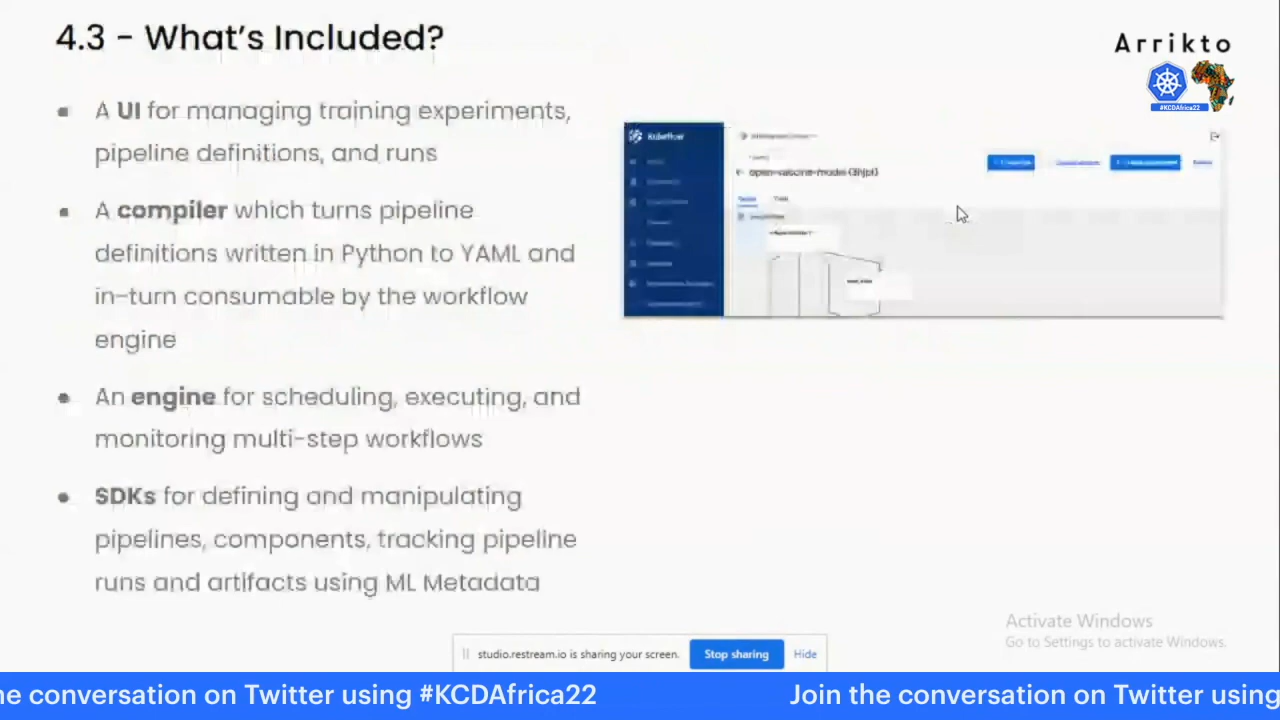 4.3 - What's Included?
Arrikto
#KCDAfrica22
A UI for managing training experiments,
pipeline definitions, and runs
A compiler which turns pipeline
definitions written in Python to YAML and
in-turn consumable by the workflow
engine
An engine for scheduling, executing, and
monitoring multi-step workflows
SDKs for defining and manipulating
pipelines, components, tracking pipeline
runs and artifacts using ML Metadata
Kubeflow
open-vaccine-model
Activate Windows
Go to Settings to activate Windows.
studio.restream.io is sharing your screen.
Stop sharing
Hide
he conversation on Twitter using #KCDAfrica22
Join the conversation on Twitter using